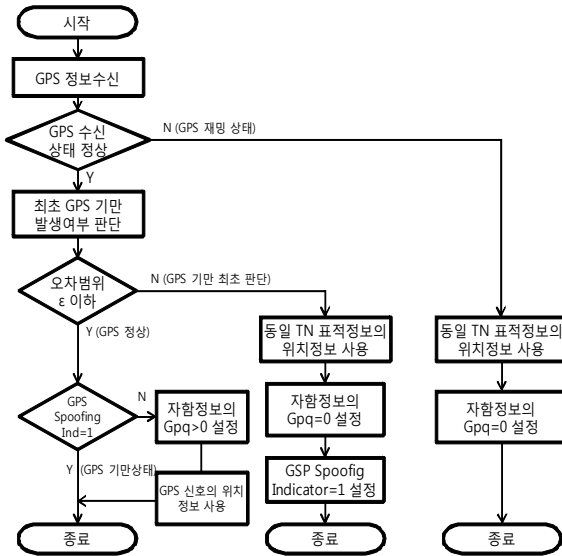 시작
GPS 정보수신
GPS 수신
상태 정상
N (GPS 재밍 상태)
Y
최초 GPS 기만
발생여부 판단
오차범위
ε 이하
N (GPS 기만 최초 판단)
Y (GPS 정상)
동일 TN 표적정보의
위치정보 사용
동일 TN 표적정보의
위치정보 사용
GPS
Spoofing
Ind=1
N
자함정보의
Gpq>0 설정
자함정보의
Gpq=0 설정
자함정보의
Gpq=0 설정
Y (GPS 기만상태)
GPS 신호의 위치
정보 사용
GSP Spoofig
Indicator=1 설정
종료
종료
종료